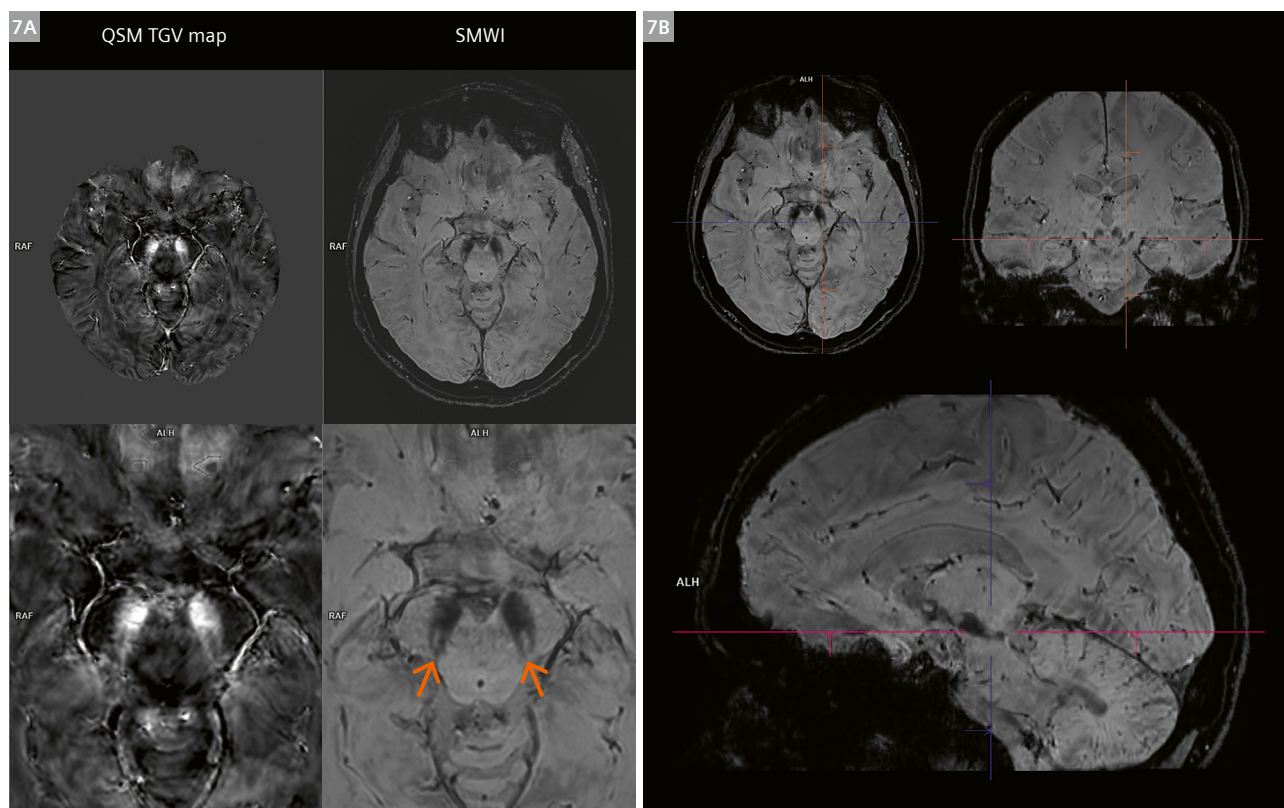 7A
QSM TGV map
SMWI
RAF
RAF
ALH
ALH
RAF
RAF
7B
ALH
ALH